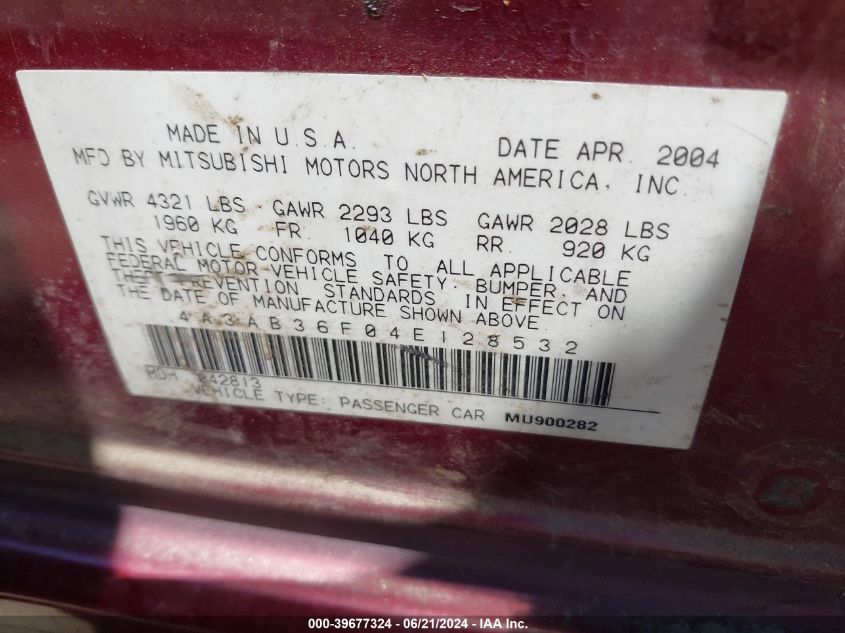 MADE IN U.S.A. DATE APR. 2004
MFD BY MITSUBISHI MOTORS NORTH AMERICA, INC.
GVWR 4321 LBS GAWR 2293 LBS GAWR 2028 LBS
1960 KG FR. 1040 KG RR. 920 KG
THIS VEHICLE CONFORMS TO ALL APPLICABLE
FEDERAL MOTOR VEHICLE SAFETY, BUMPER, AND
THEFT PREVENTION STANDARDS IN EFFECT ON
THE DATE OF MANUFACTURE SHOWN ABOVE.
4A3AB36F04E128532
MDH 242813
VEHICLE TYPE: PASSENGER CAR MU900282
000-39677324 - 06/21/2024 - IAA Inc.